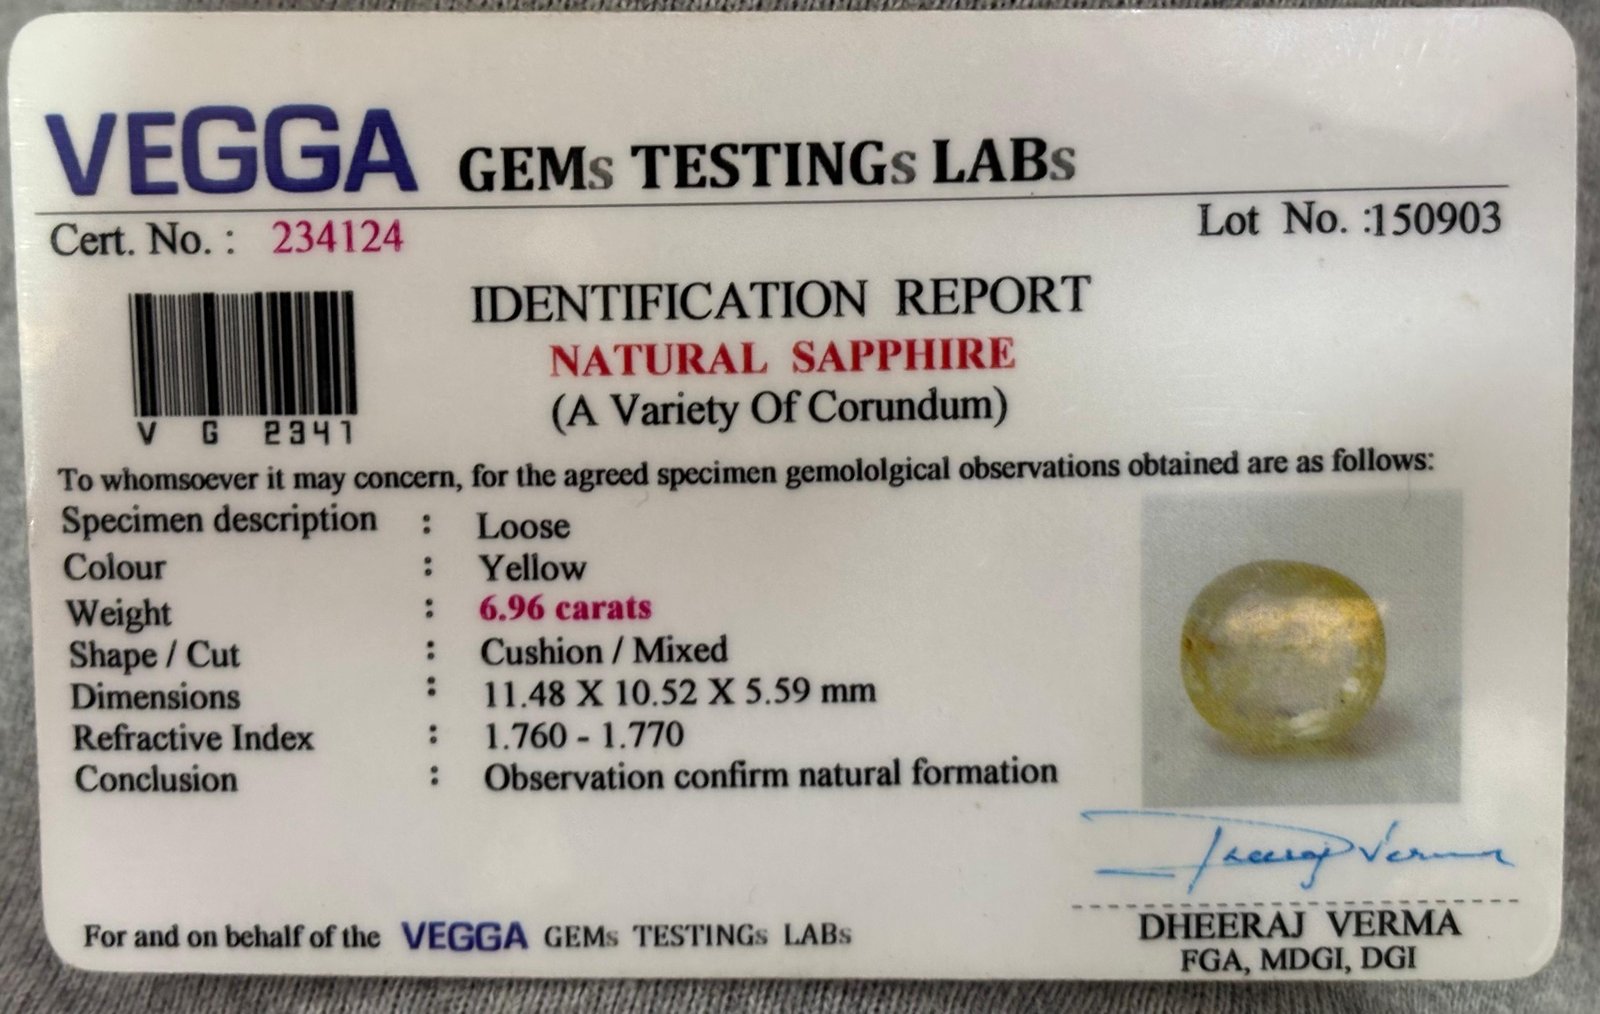 VEGGA GEMs TESTINGs LABs
Cert. No. : 234124
Lot No. :150903
V G 2341
IDENTIFICATION REPORT
NATURAL SAPPHIRE
(A Variety Of Corundum)
To whomsoever it may concern, for the agreed specimen gemololgical observations obtained are as follows:
Specimen description : Loose
Colour : Yellow
Weight : 6.96 carats
Shape / Cut : Cushion / Mixed
Dimensions : 11.48 X 10.52 X 5.59 mm
Refractive Index : 1.760 - 1.770
Conclusion : Observation confirm natural formation
Dheeraj Verma
DHEERAJ VERMA
FGA, MDGI, DGI
For and on behalf of the VEGGA GEMs TESTINGs LABs